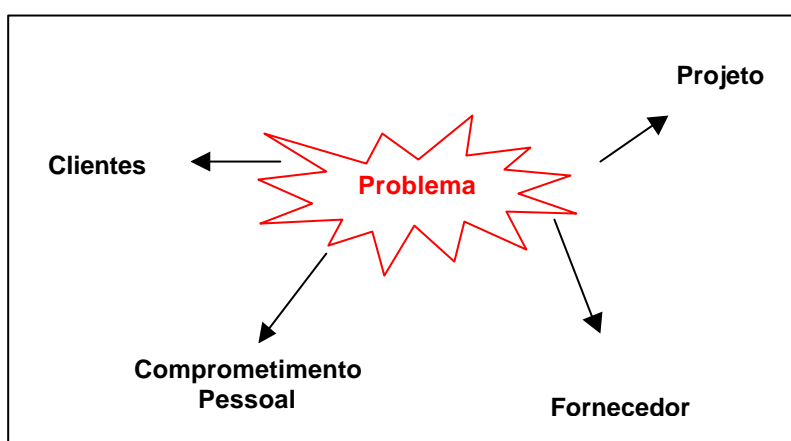 Projeto
Clientes
Problema
Comprometimento
Pessoal
Fornecedor